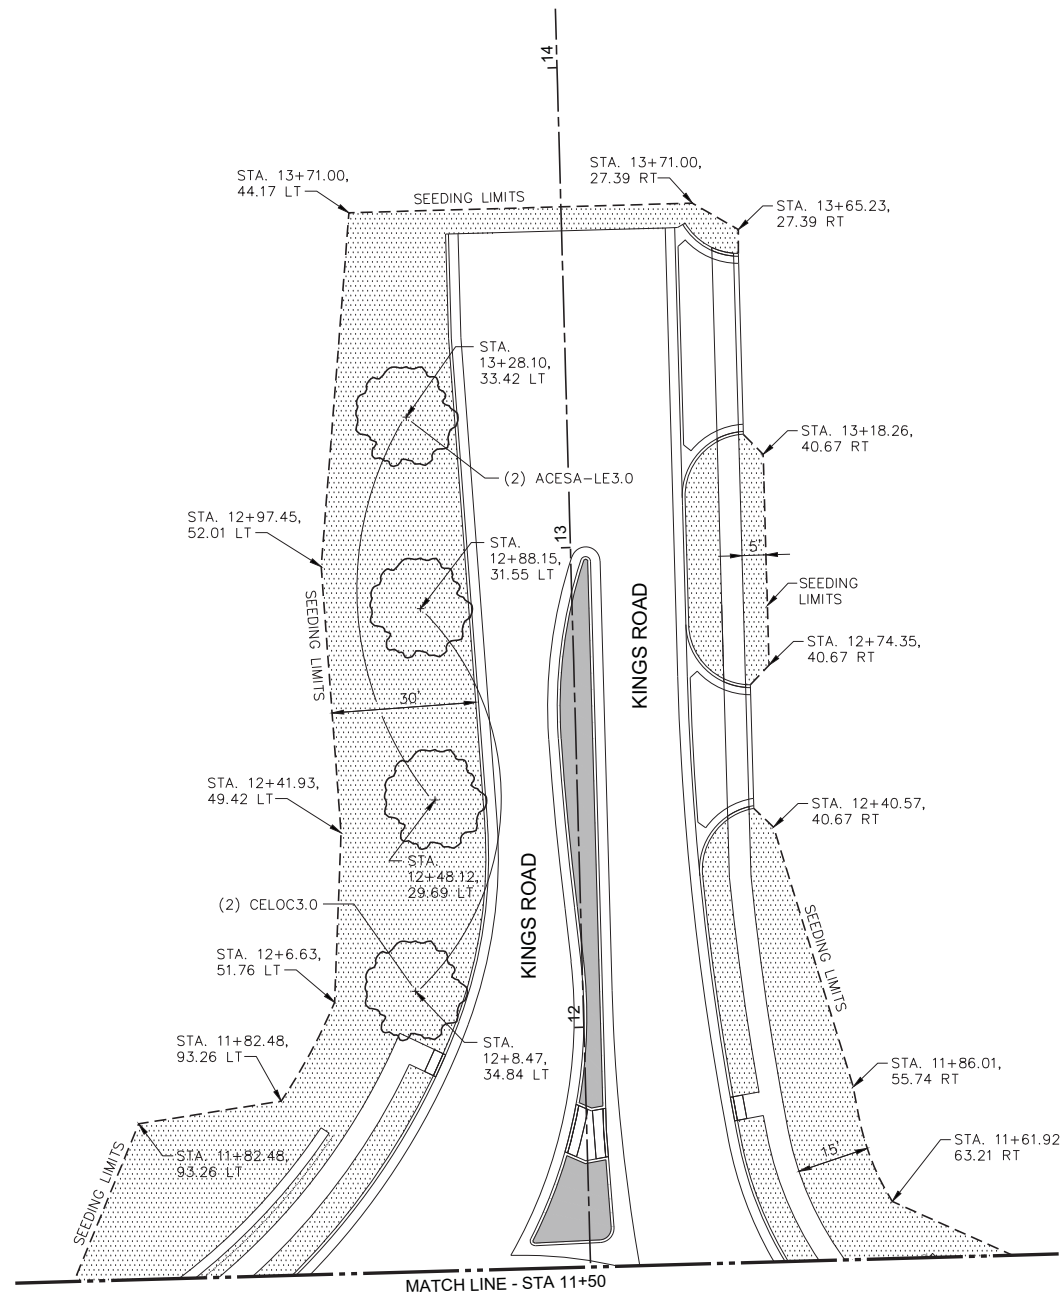 14
STA. 13+71.00,
27.39 RT
STA. 13+71.00,
44.17 LT
SEEDING LIMITS
STA. 13+65.23,
27.39 RT
STA.
13+28.10,
33.42 LT
STA. 13+18.26,
40.67 RT
(2) ACESA-LE3.0
STA. 12+97.45,
52.01 LT
13
STA.
12+88.15,
31.55 LT
5'
SEEDING
LIMITS
KINGS ROAD
SEEDING LIMITS
STA. 12+74.35,
40.67 RT
30'
STA. 12+41.93,
49.42 LT
STA. 12+40.57,
40.67 RT
STA.
12+48.12,
29.69 LT
KINGS ROAD
(2) CELOC3.0
SEEDING LIMITS
STA. 12+6.63,
51.76 LT
12
STA. 11+82.48,
93.26 LT
STA.
12+8.47,
34.84 LT
STA. 11+86.01,
55.74 RT
STA. 11+61.92
63.21 RT
15'
STA. 11+82.48,
93.26 LT
SEEDING LIMITS
MATCH LINE - STA 11+50